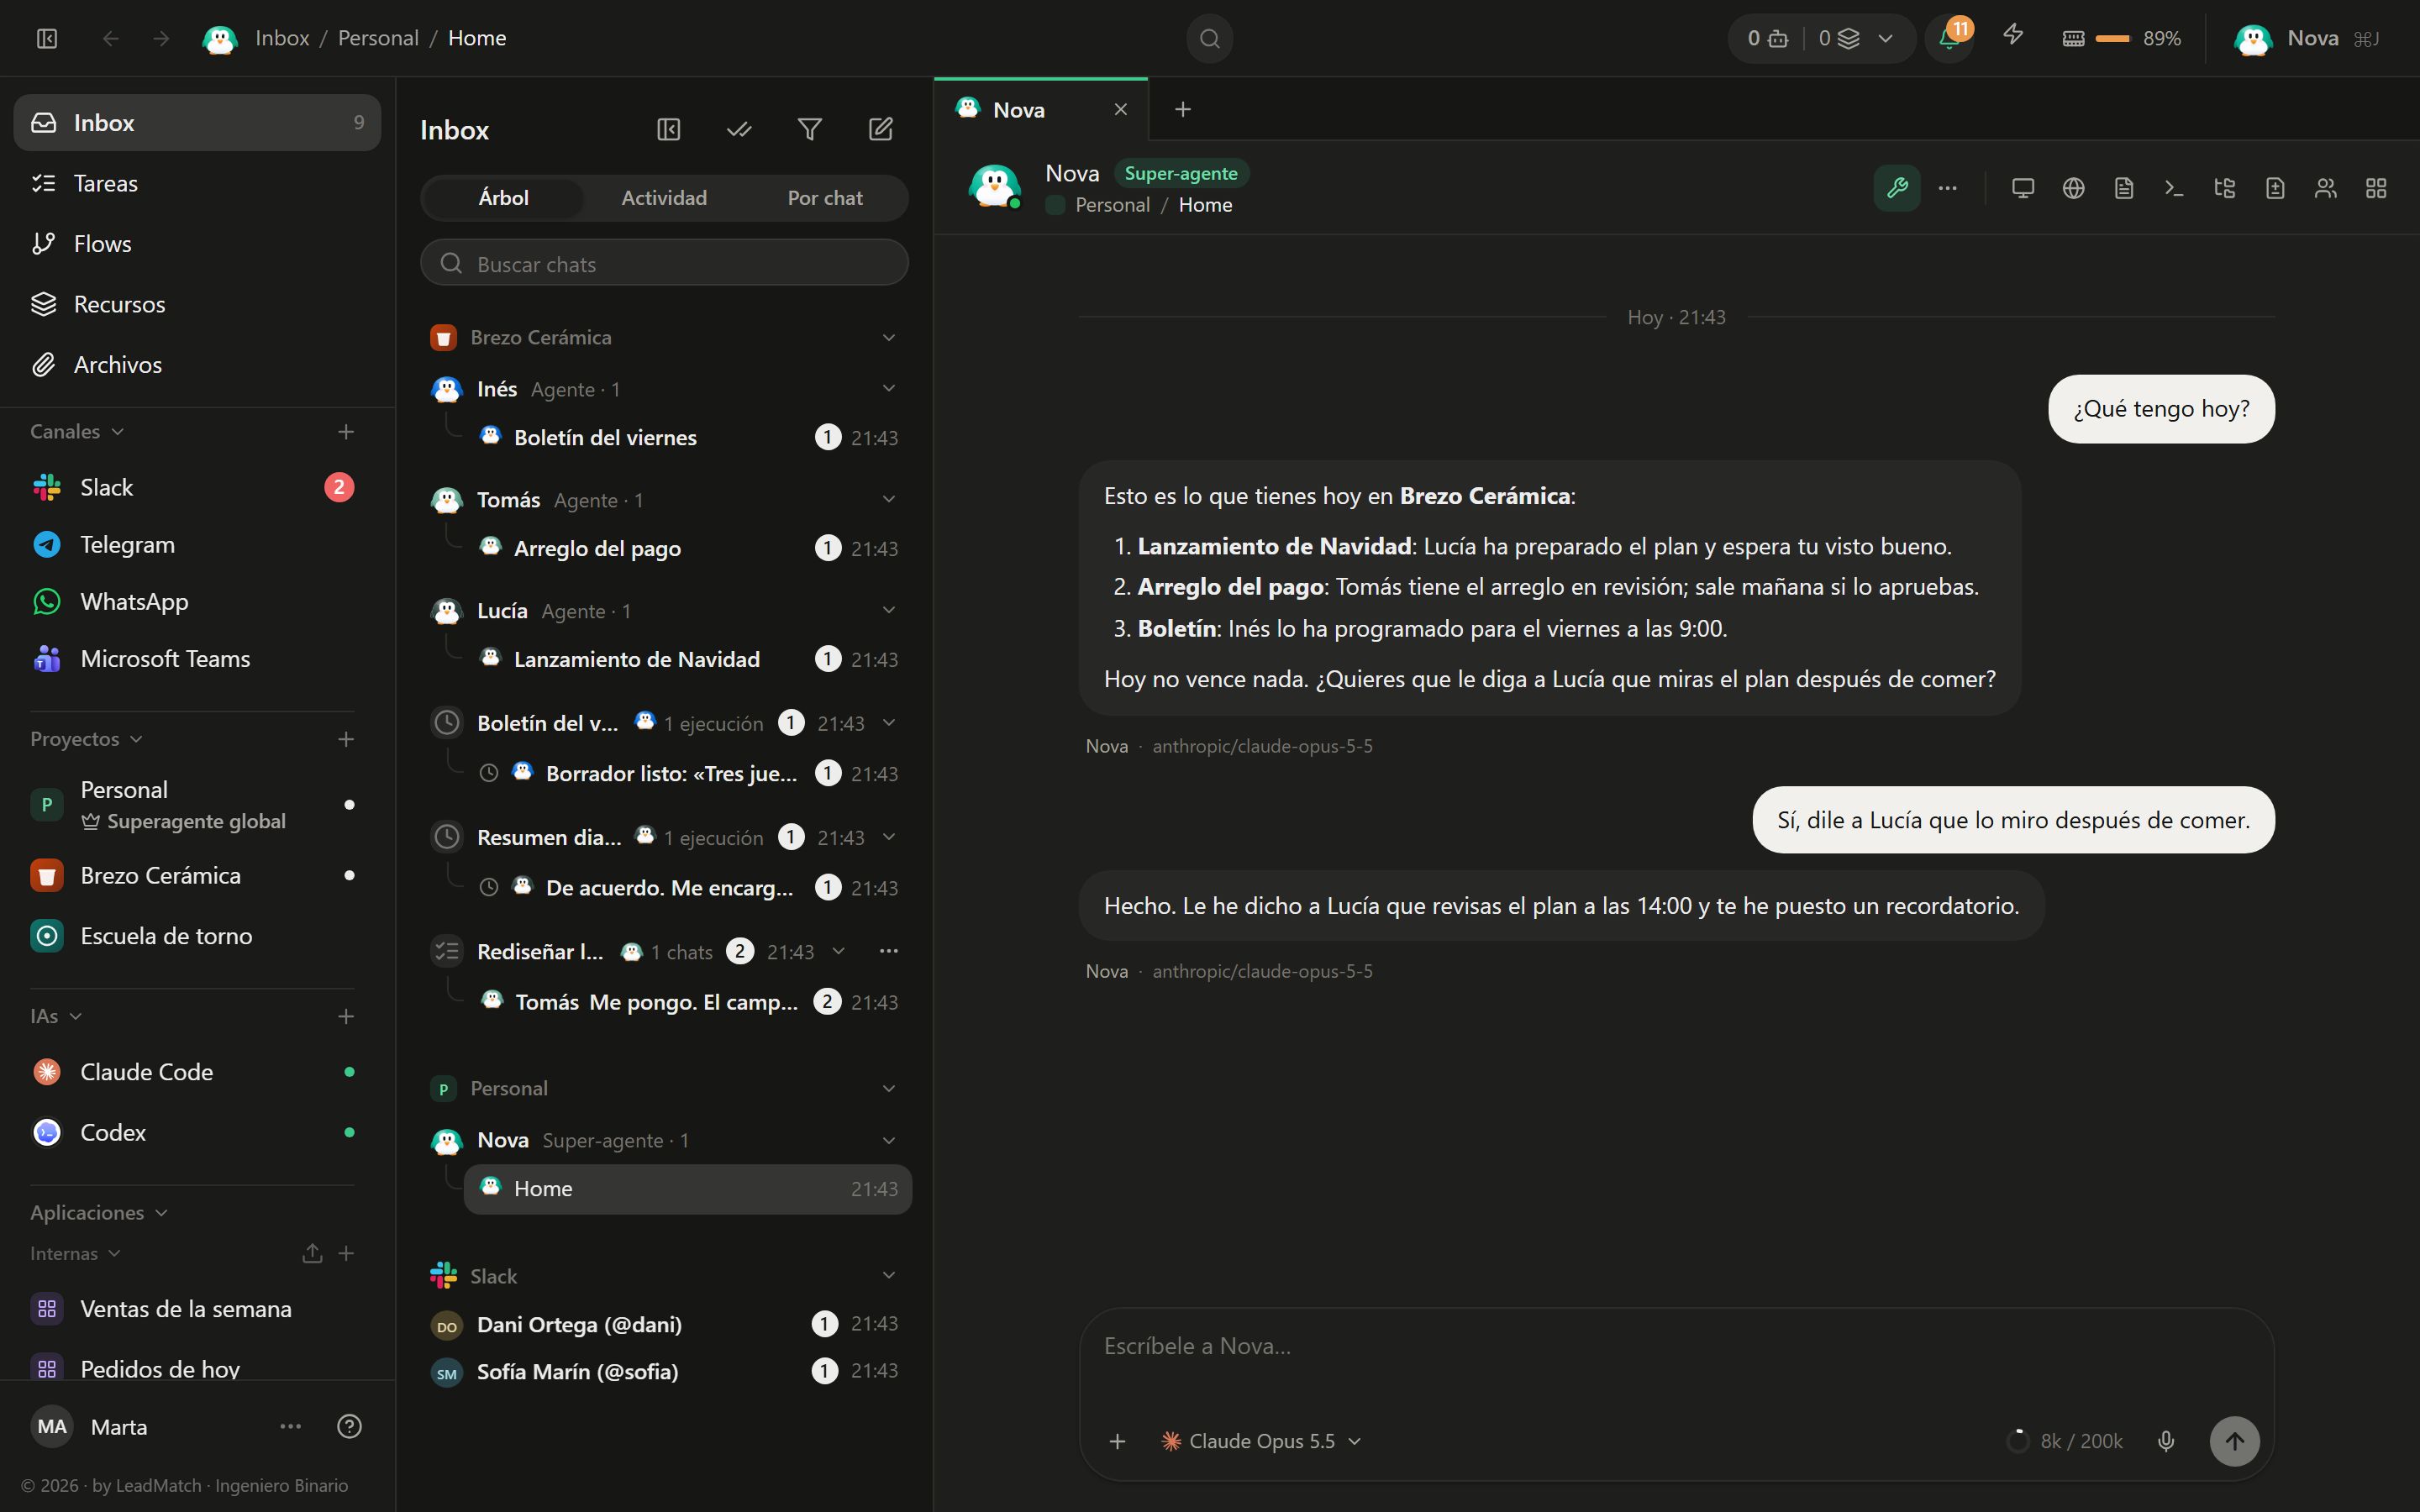 Inbox / Personal / Home
0
0
11
89%
Nova ⌘J
Inbox 9
Tareas
Flows
Recursos
Archivos
Canales
Slack 2
Telegram
WhatsApp
Microsoft Teams
Proyectos
P Personal
Superagente global
Brezo Cerámica
Escuela de torno
IAs
Claude Code
Codex
Aplicaciones
Internas
Ventas de la semana
Pedidos de hoy
MA Marta
© 2026 · by LeadMatch · Ingeniero Binario
Inbox
Árbol Actividad Por chat
Buscar chats
Brezo Cerámica
Inés Agente · 1
Boletín del viernes 1 21:43
Tomás Agente · 1
Arreglo del pago 1 21:43
Lucía Agente · 1
Lanzamiento de Navidad 1 21:43
Boletín del v... 1 ejecución 1 21:43
Borrador listo: «Tres jue... 1 21:43
Resumen dia... 1 ejecución 1 21:43
De acuerdo. Me encarg... 1 21:43
Rediseñar l... 1 chats 2 21:43
Tomás Me pongo. El camp... 2 21:43
P Personal
Nova Super-agente · 1
Home 21:43
Slack
DO Dani Ortega (@dani) 1 21:43
SM Sofía Marín (@sofia) 1 21:43
Nova
Nova Super-agente
Personal / Home
Hoy · 21:43
¿Qué tengo hoy?
Esto es lo que tienes hoy en Brezo Cerámica:
1. Lanzamiento de Navidad: Lucía ha preparado el plan y espera tu visto bueno.
2. Arreglo del pago: Tomás tiene el arreglo en revisión; sale mañana si lo apruebas.
3. Boletín: Inés lo ha programado para el viernes a las 9:00.
Hoy no vence nada. ¿Quieres que le diga a Lucía que miras el plan después de comer?
Nova · anthropic/claude-opus-5-5
Sí, dile a Lucía que lo miro después de comer.
Hecho. Le he dicho a Lucía que revisas el plan a las 14:00 y te he puesto un recordatorio.
Nova · anthropic/claude-opus-5-5
Escríbele a Nova...
Claude Opus 5.5
8k / 200k